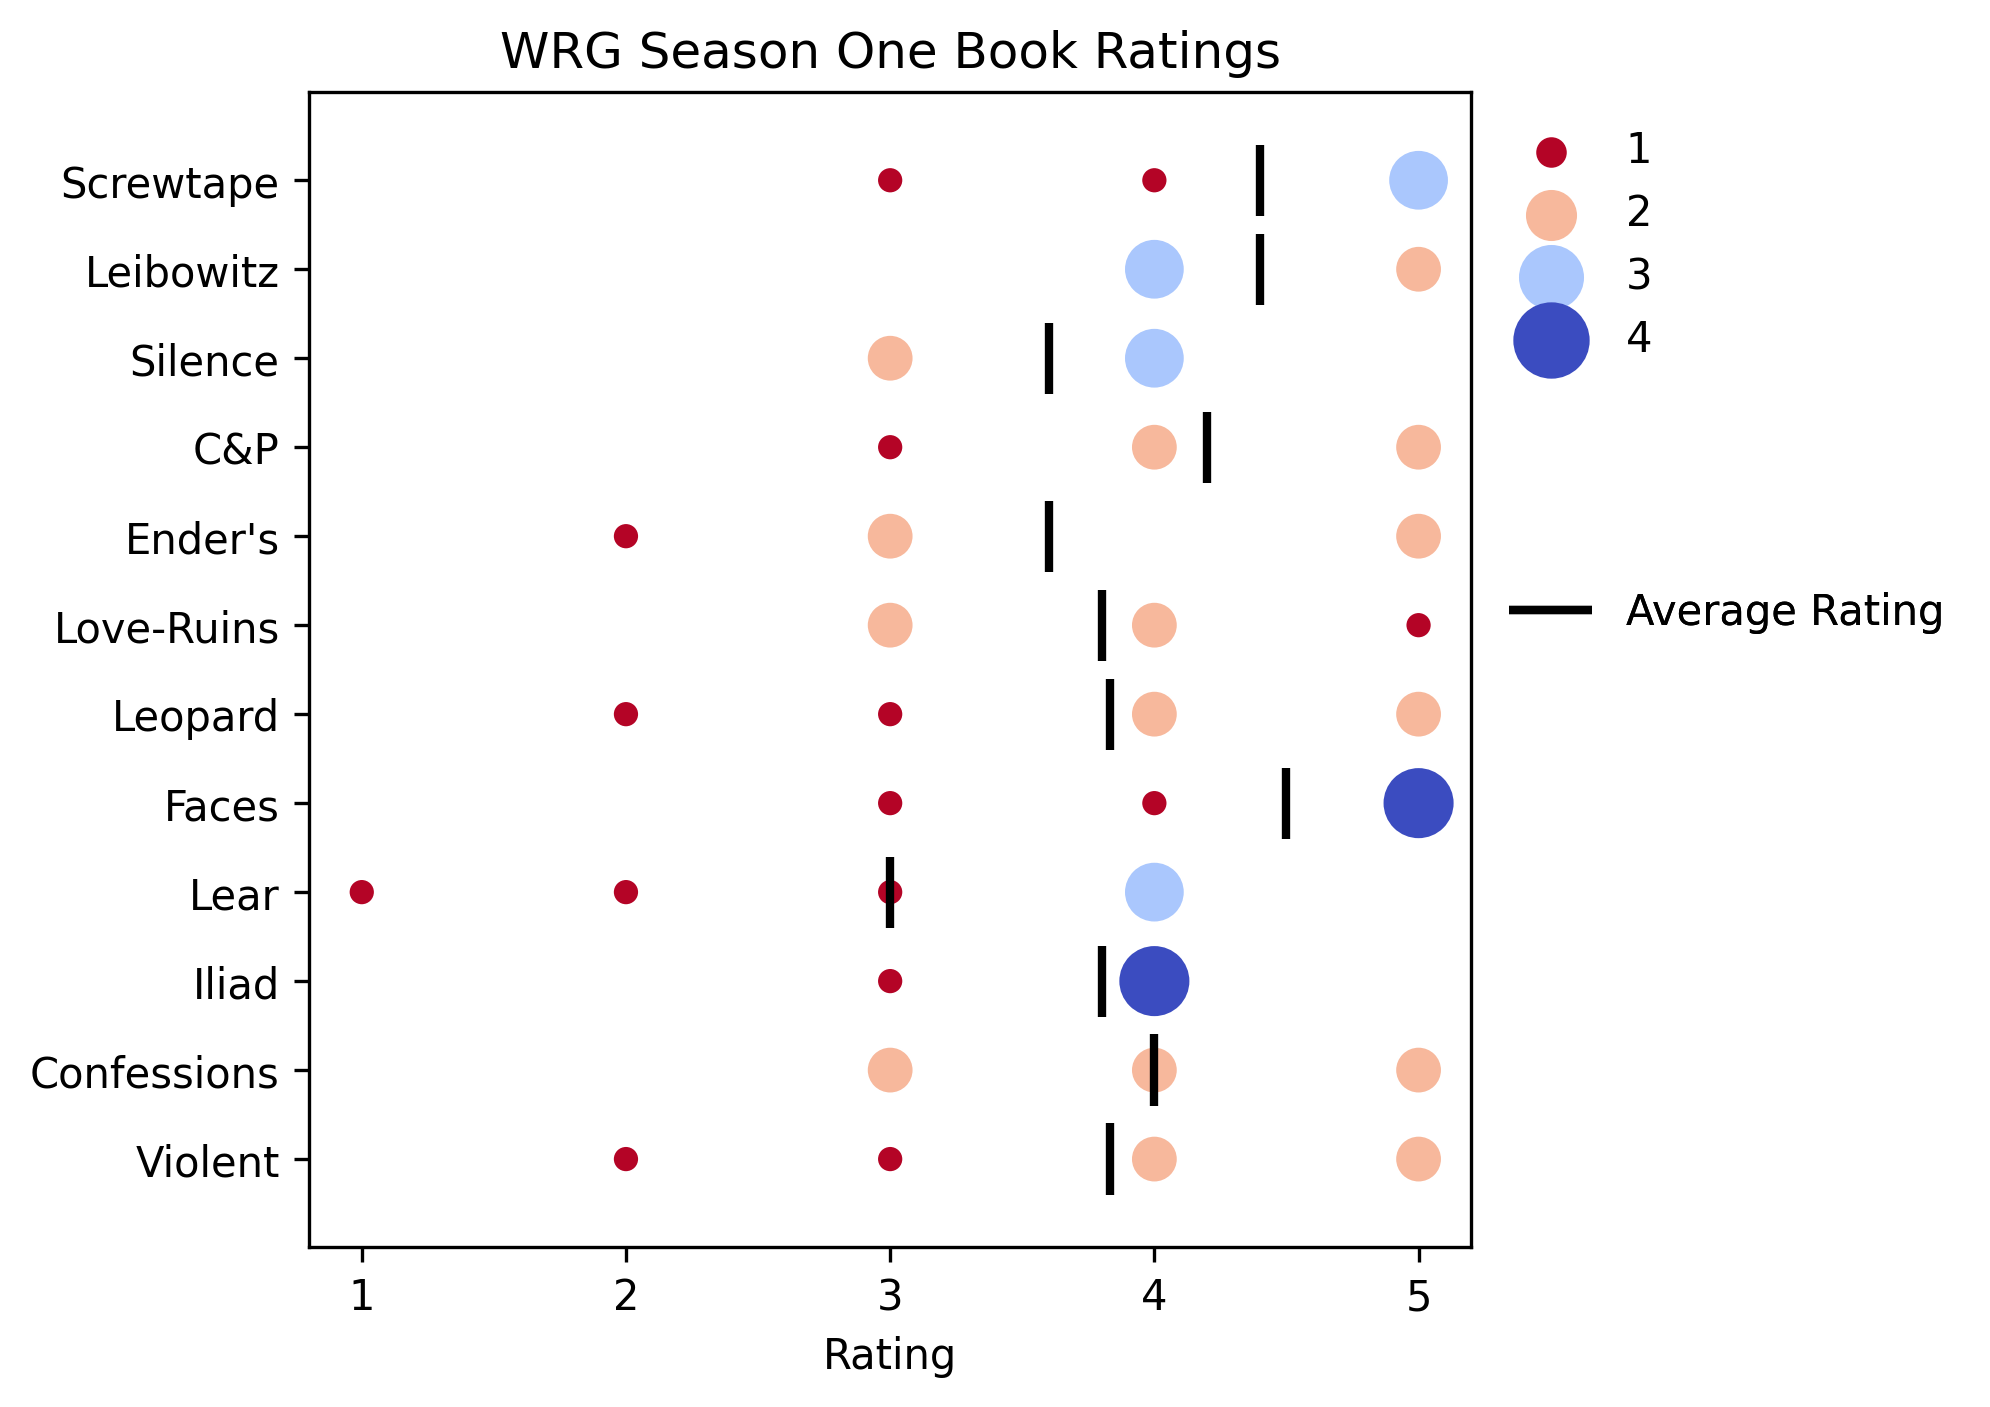 WRG Season One Book Ratings
Screwtape
Leibowitz
Silence
C&P
Ender's
Love-Ruins
Leopard
Faces
Lear
Iliad
Confessions
Violent
1 2 3 4 5
Rating
1
2
3
4
Average Rating